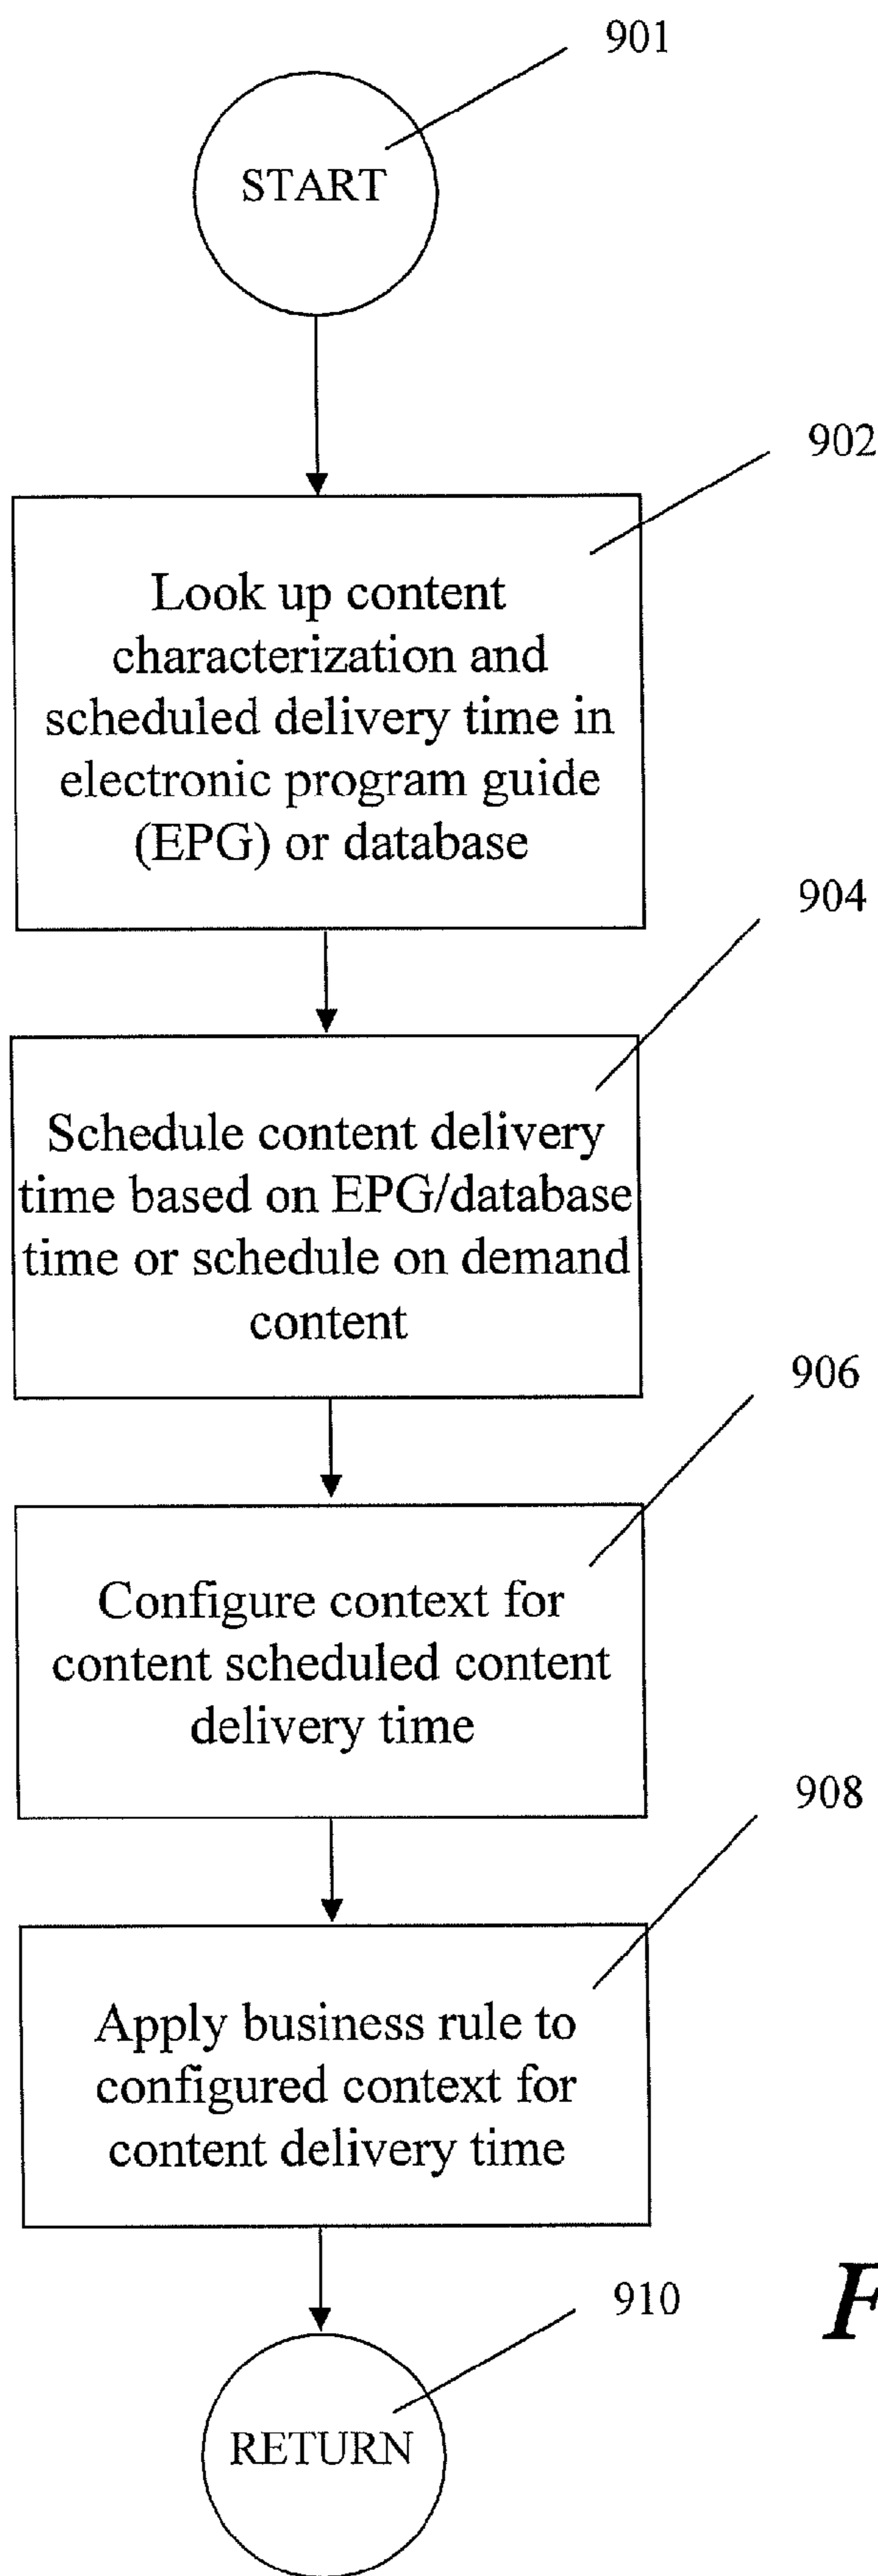 901
START
902
Look up content
characterization and
scheduled delivery time in
electronic program guide
(EPG) or database
904
Schedule content delivery
time based on EPG/database
time or schedule on demand
content
906
Configure context for
content scheduled content
delivery time
908
Apply business rule to
configured context for
content delivery time
910
F
RETURN